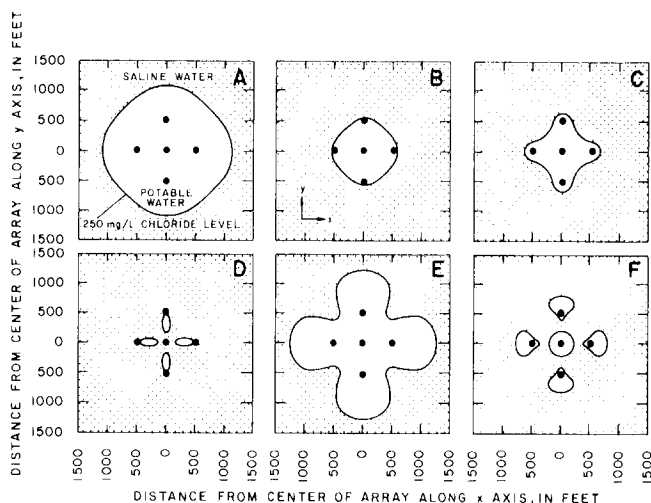 DISTANCE FROM CENTER OF ARRAY ALONG y AXIS, IN FEET
1500
1000
500
0
500
1000
1500
SALINE WATER
A
POTABLE
WATER
250 mg/L CHLORIDE LEVEL
B
y
x
C
1500
1000
500
0
500
1000
1500
D
E
F
1500
1000
500
0
500
1000
1500
1500
1000
500
0
500
1000
1500
1500
1000
500
0
500
1000
1500
DISTANCE FROM CENTER OF ARRAY ALONG x AXIS, IN FEET